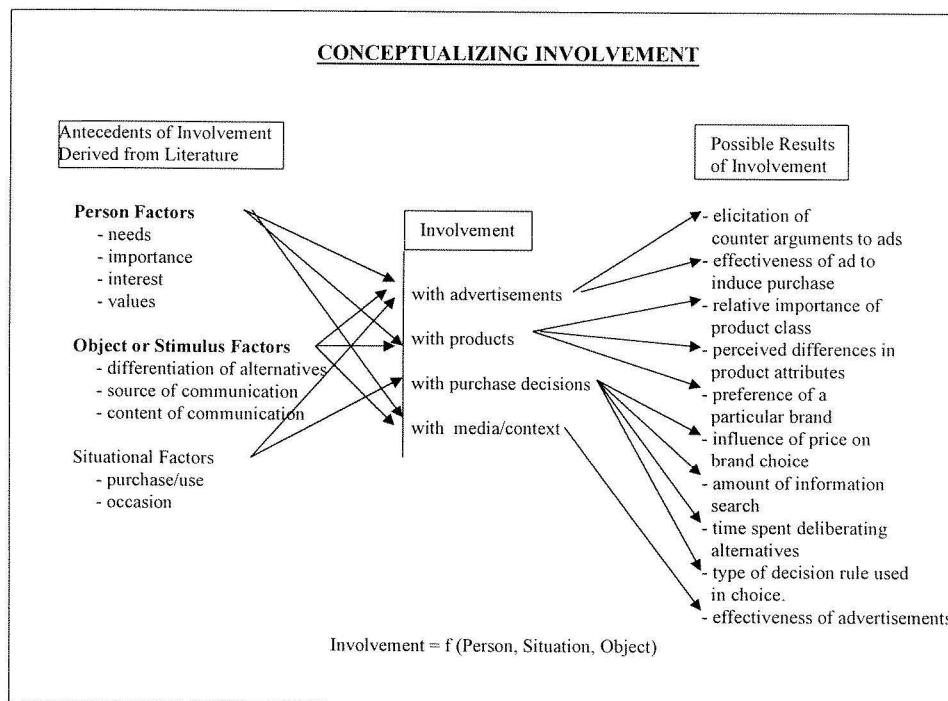 CONCEPTUALIZING INVOLVEMENT
Antecedents of Involvement
Derived from Literature
Person Factors
- needs
- importance
- interest
- values
Object or Stimulus Factors
- differentiation of alternatives
- source of communication
- content of communication
Situational Factors
- purchase/use
- occasion
Involvement
with advertisements
with products
with purchase decisions
with media/context
Possible Results
of Involvement
- elicitation of
counter arguments to ads
- effectiveness of ad to
induce purchase
- relative importance of
product class
- perceived differences in
product attributes
- preference of a
particular brand
- influence of price on
brand choice
- amount of information
search
- time spent deliberating
alternatives
- type of decision rule used
in choice.
- effectiveness of advertisements
Involvement = f (Person, Situation, Object)